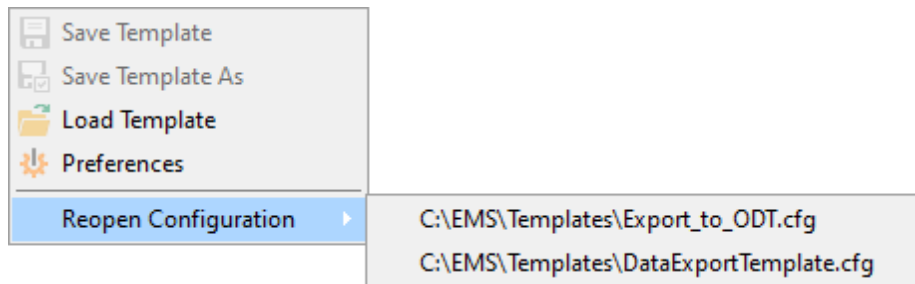 Save Template
Save Template As
Load Template
Preferences
Reopen Configuration
C:\EMS\Templates\Export_to_ODT.cfg
C:\EMS\Templates\DataExportTemplate.cfg